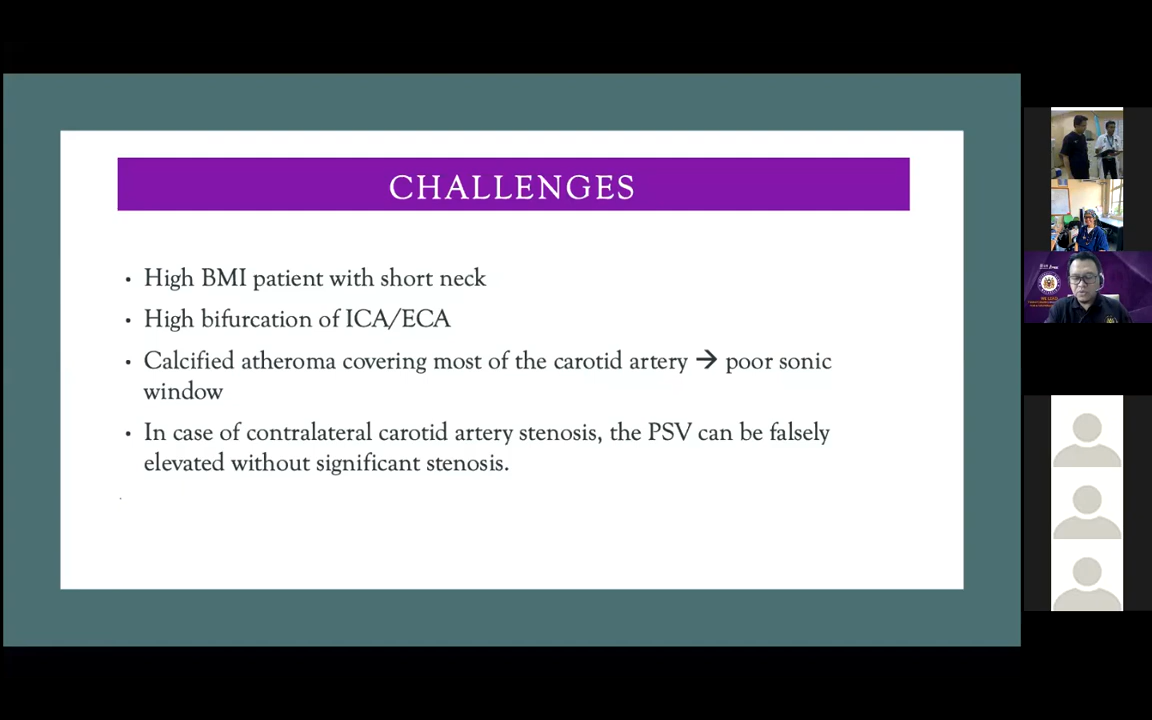 CHALLENGES
• High BMI patient with short neck
• High bifurcation of ICA/ECA
• Calcified atheroma covering most of the carotid artery → poor sonic
window
• In case of contralateral carotid artery stenosis, the PSV can be falsely
elevated without significant stenosis.